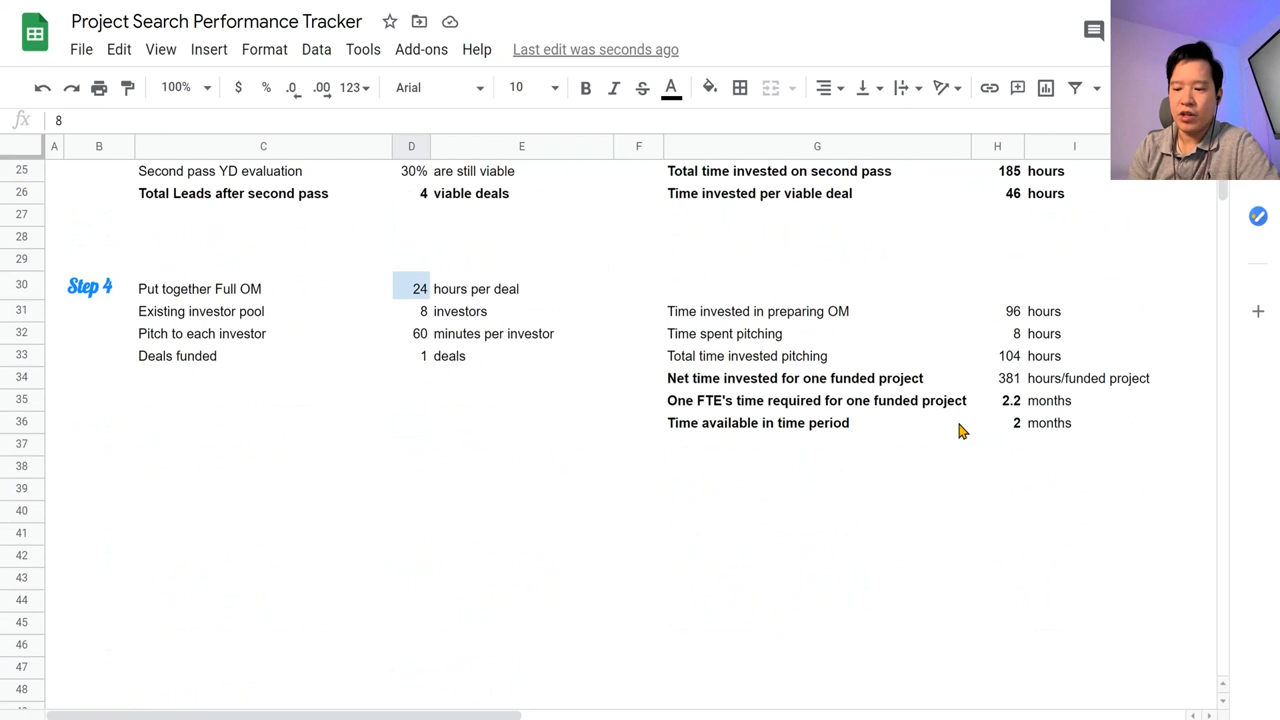 Project Search Performance Tracker
File Edit View Insert Format Data Tools Add-ons Help Last edit was seconds ago
100% $ % .0 .00 123 Arial 10 B I S A
fx 8
A B C D E F G H I
25 Second pass YD evaluation 30% are still viable Total time invested on second pass 185 hours
26 Total Leads after second pass 4 viable deals Time invested per viable deal 46 hours
27
28
29
30 Step 4 Put together Full OM 24 hours per deal
31 Existing investor pool 8 investors Time invested in preparing OM 96 hours
32 Pitch to each investor 60 minutes per investor Time spent pitching 8 hours
33 Deals funded 1 deals Total time invested pitching 104 hours
34 Net time invested for one funded project 381 hours/funded project
35 One FTE's time required for one funded project 2.2 months
36 Time available in time period 2 months
37
38
39
40
41
42
43
44
45
46
47
48